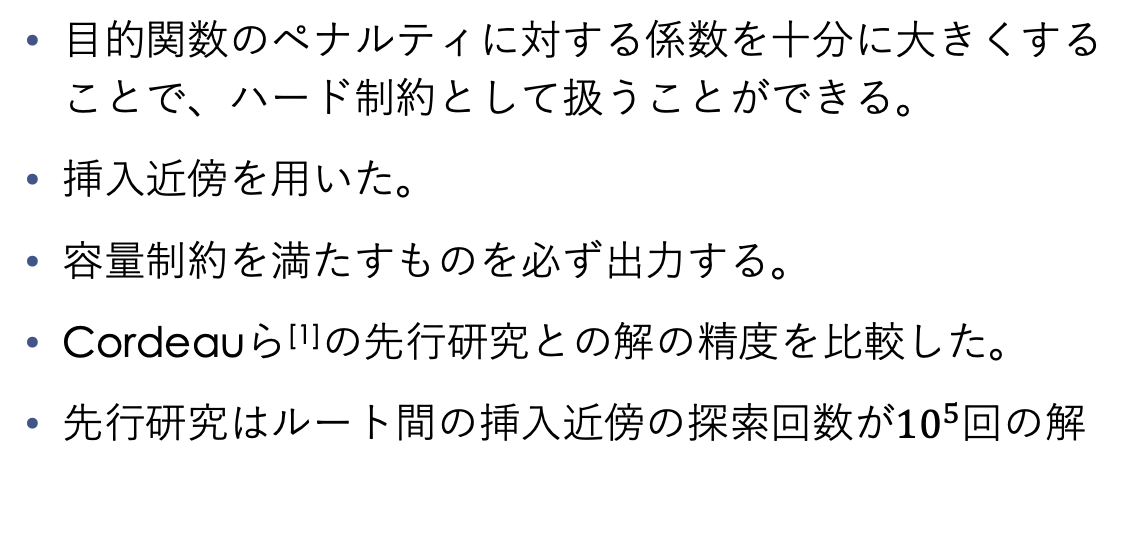 • 目的関数のペナルティに対する係数を十分に大きくする
ことで、ハード制約として扱うことができる。
• 挿入近傍を用いた。
• 容量制約を満たすものを必ず出力する。
• Cordeauら[1]の先行研究との解の精度を比較した。
• 先行研究はルート間の挿入近傍の探索回数が10⁵回の解